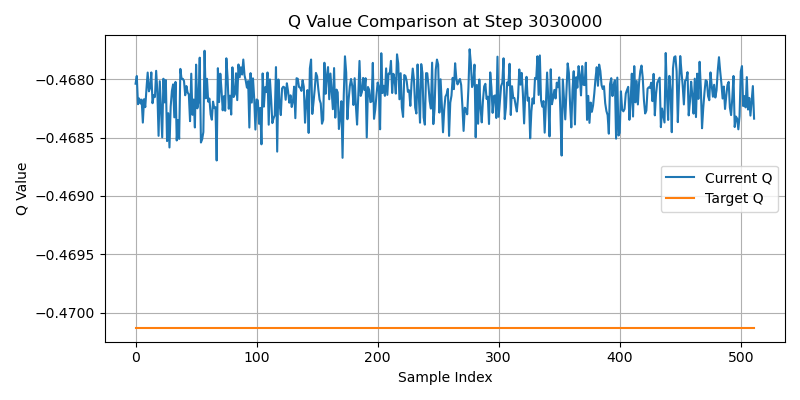 Q Value Comparison at Step 3030000
Q Value
−0.4680
−0.4685
−0.4690
−0.4695
−0.4700
Current Q
Target Q
0 100 200 300 400 500
Sample Index